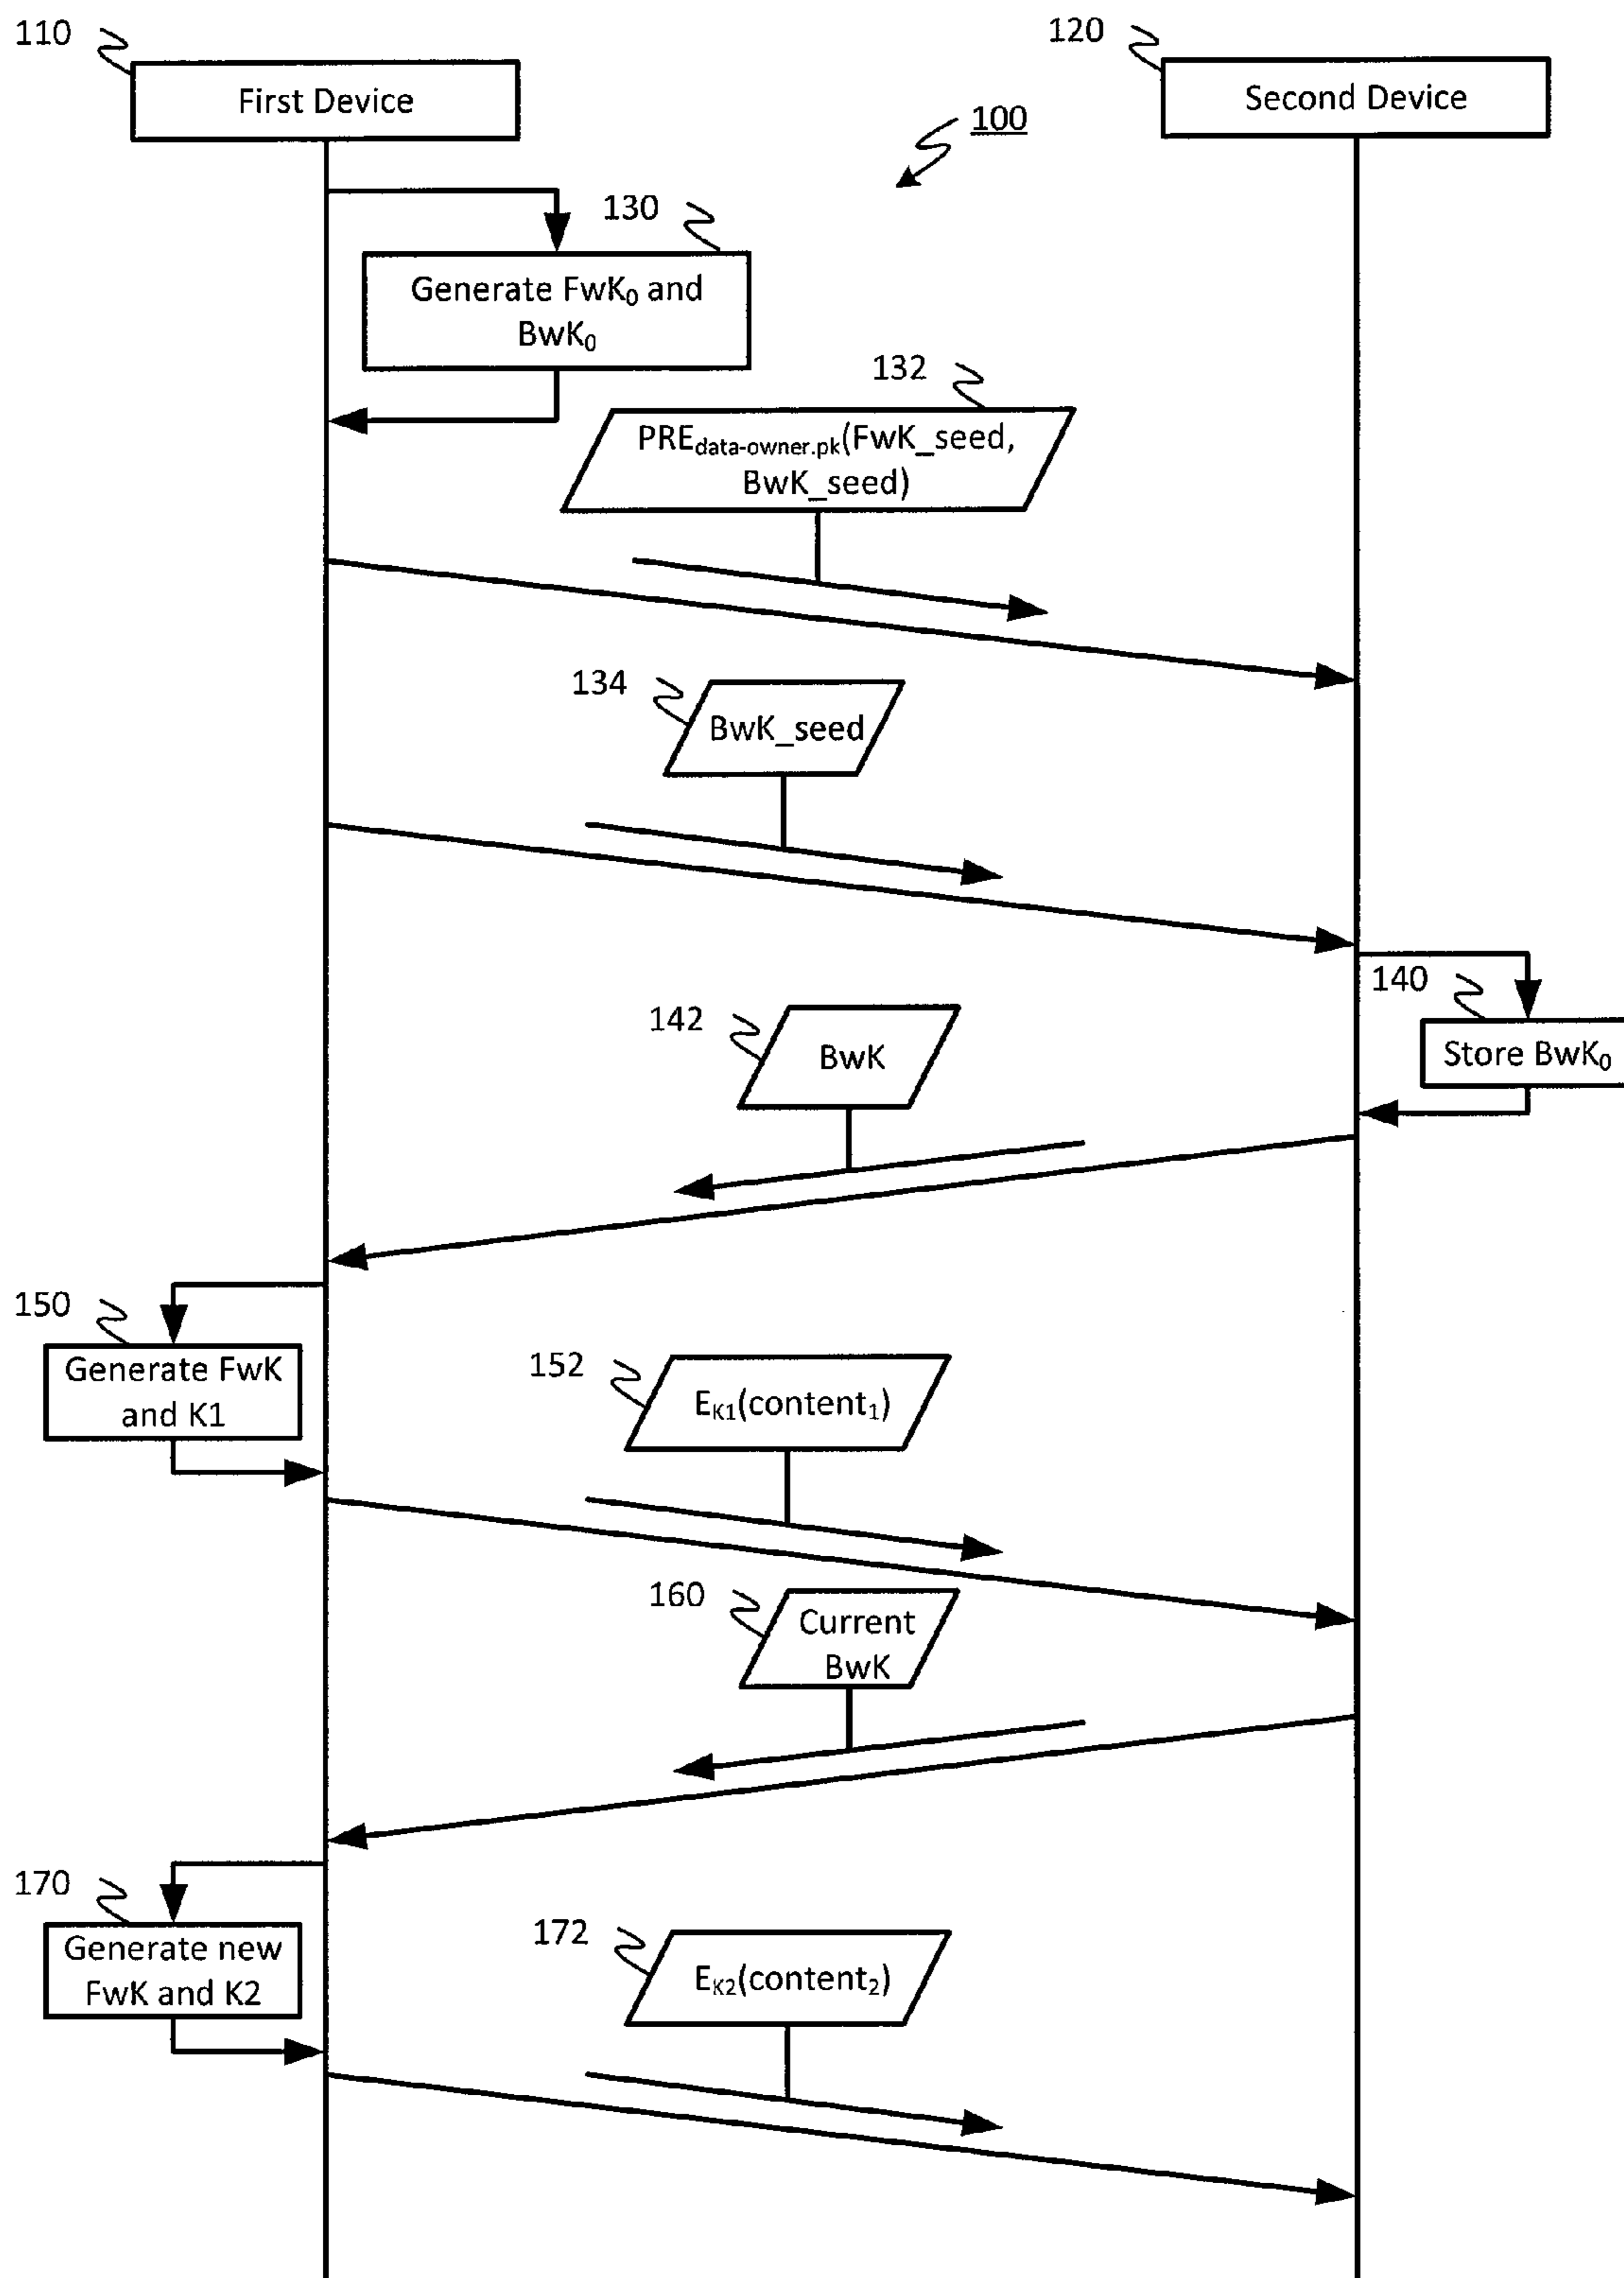 110
First Device
120
Second Device
100
130
Generate FwK₀ and
BwK₀
132
PREdata-owner.pk(FwK_seed,
BwK_seed)
134
BwK_seed
140
Store BwK₀
142
BwK
150
Generate FwK
and K1
152
EK1(content₁)
160
Current
BwK
170
Generate new
FwK and K2
172
EK2(content₂)